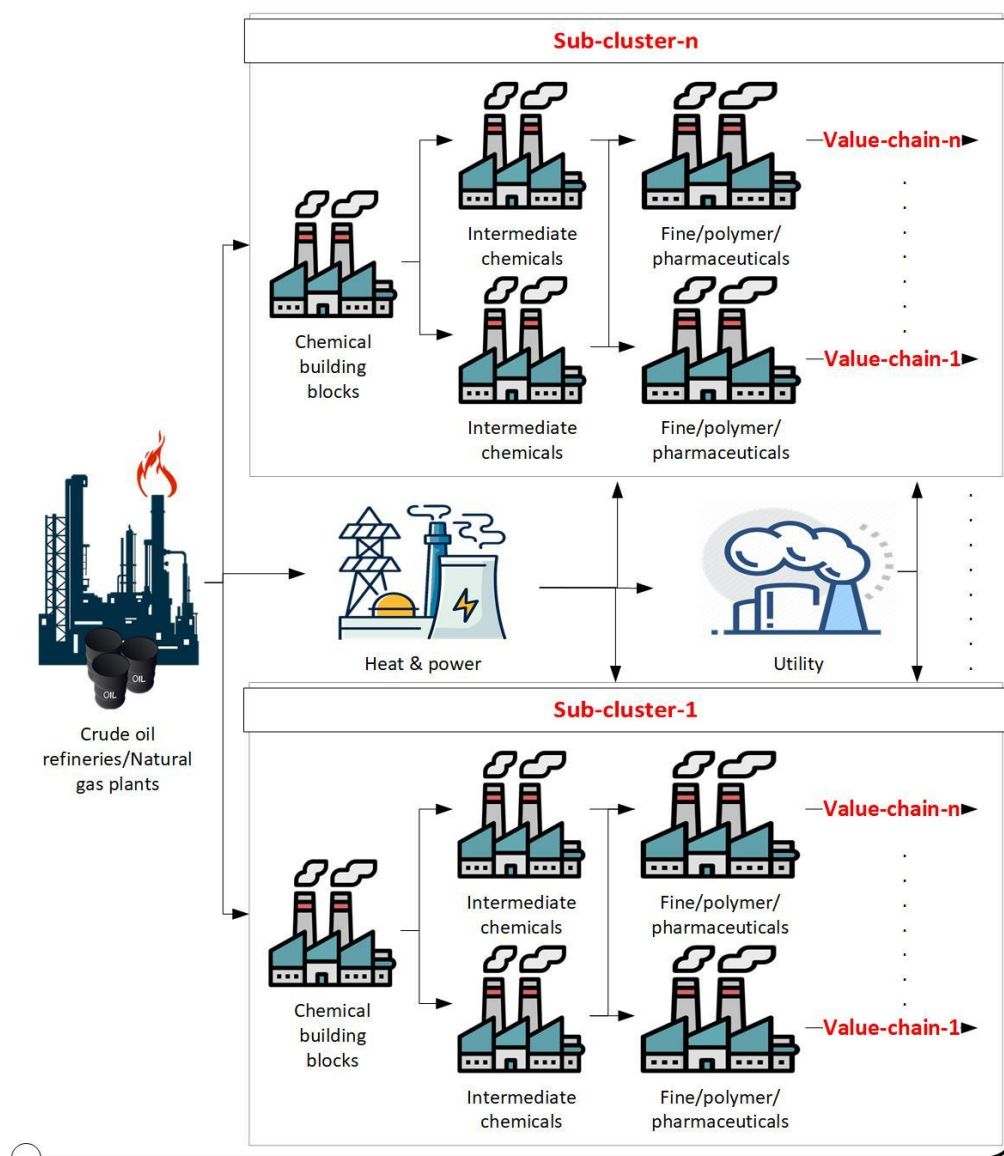 Sub-cluster-n
Value-chain-n
Intermediate
chemicals
Fine/polymer/
pharmaceuticals
Chemical
building
blocks
Value-chain-1
Intermediate
chemicals
Fine/polymer/
pharmaceuticals
OIL
OIL
Heat & power
Utility
Crude oil
refineries/Natural
gas plants
Sub-cluster-1
Value-chain-n
Intermediate
chemicals
Fine/polymer/
pharmaceuticals
Chemical
building
blocks
Value-chain-1
Intermediate
chemicals
Fine/polymer/
pharmaceuticals